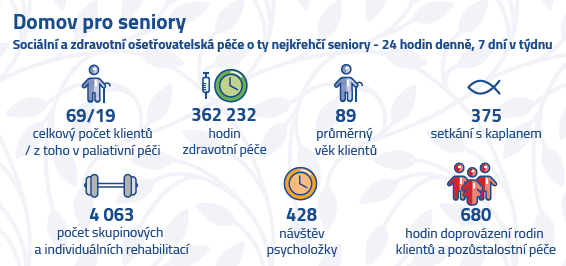 Domov pro seniory
Sociální a zdravotní ošetřovatelská péče o ty nejkřehčí seniory - 24 hodin denně, 7 dní v týdnu
69/19
celkový počet klientů
/ z toho v paliativní péči
362 232
hodin
zdravotní péče
89
průměrný
věk klientů
375
setkání s kaplanem
4 063
počet skupinových
a individuálních rehabilitací
428
návštěv
psycholožky
680
hodin doprovázení rodin
klientů a pozůstalostní péče